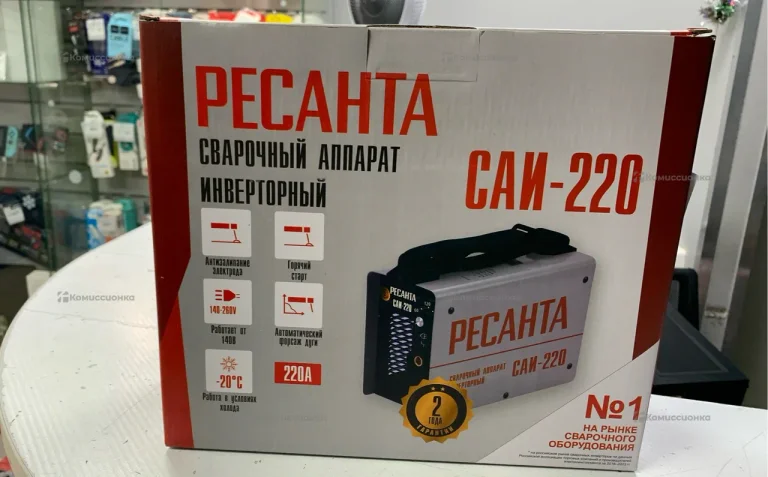 РЕСАНТА
СВАРОЧНЫЙ АППАРАТ
ИНВЕРТОРНЫЙ
САИ-220
Антизалипание
электрода
Горячий
старт
140-260V
Работает от
140В
Автоматический
форсаж дуги
-20°C
Работа в условиях
холода
220А
РЕСАНТА
САИ-220
РЕСАНТА
СВАРОЧНЫЙ АППАРАТ
ИНВЕРТОРНЫЙ
САИ-220
2
ГОДА
ГАРАНТИИ
№1
НА РЫНКЕ
СВАРОЧНОГО
ОБОРУДОВАНИЯ
Комиссионка
Комиссионка
Комиссионка
Комиссионка